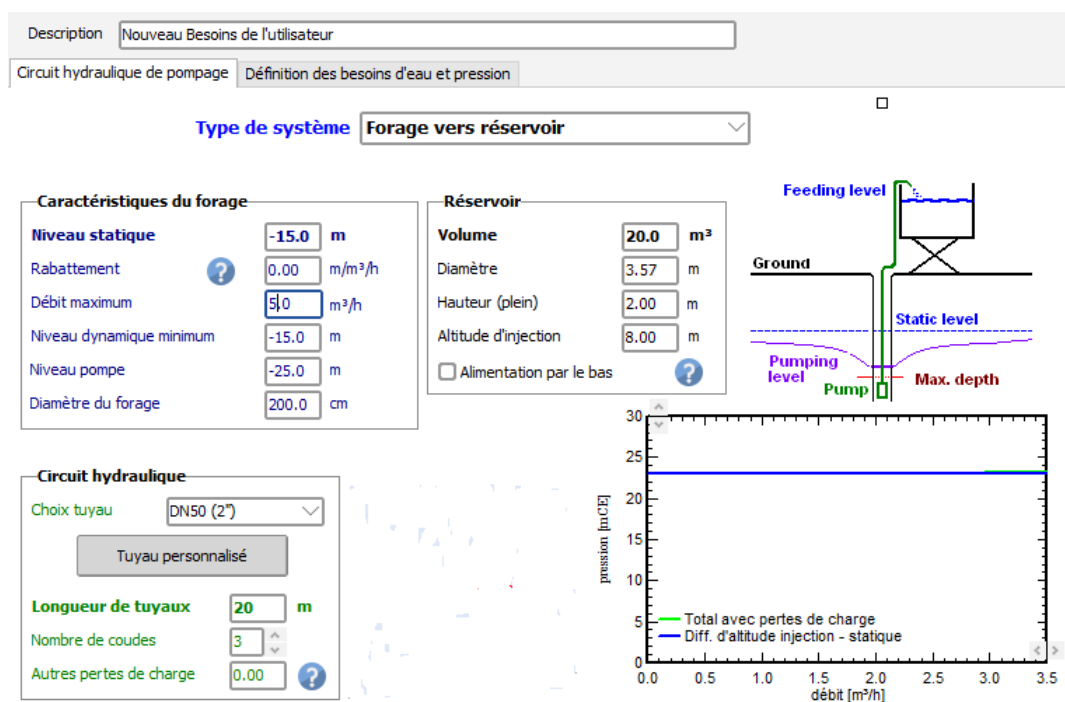 Description Nouveau Besoins de l'utilisateur
Circuit hydraulique de pompage Définition des besoins d'eau et pression
Type de système Forage vers réservoir
Caractéristiques du forage
Niveau statique -15.0 m
Rabattement 0.00 m/m³/h
Débit maximum 5.0 m³/h
Niveau dynamique minimum -15.0 m
Niveau pompe -25.0 m
Diamètre du forage 200.0 cm
Réservoir
Volume 20.0 m³
Diamètre 3.57 m
Hauteur (plein) 2.00 m
Altitude d'injection 8.00 m
Alimentation par le bas ?
Feeding level
Ground
Static level
Pumping
level
Max. depth
Pump
Circuit hydraulique
Choix tuyau DN50 (2")
Tuyau personnalisé
Longueur de tuyaux 20 m
Nombre de coudes 3
Autres pertes de charge 0.00 ?
pression [mCE]
30
25
20
15
10
5
0
Total avec pertes de charge
Diff. d'altitude injection - statique
0.0 0.5 1.0 1.5 2.0 2.5 3.0 3.5
débit [m³/h]